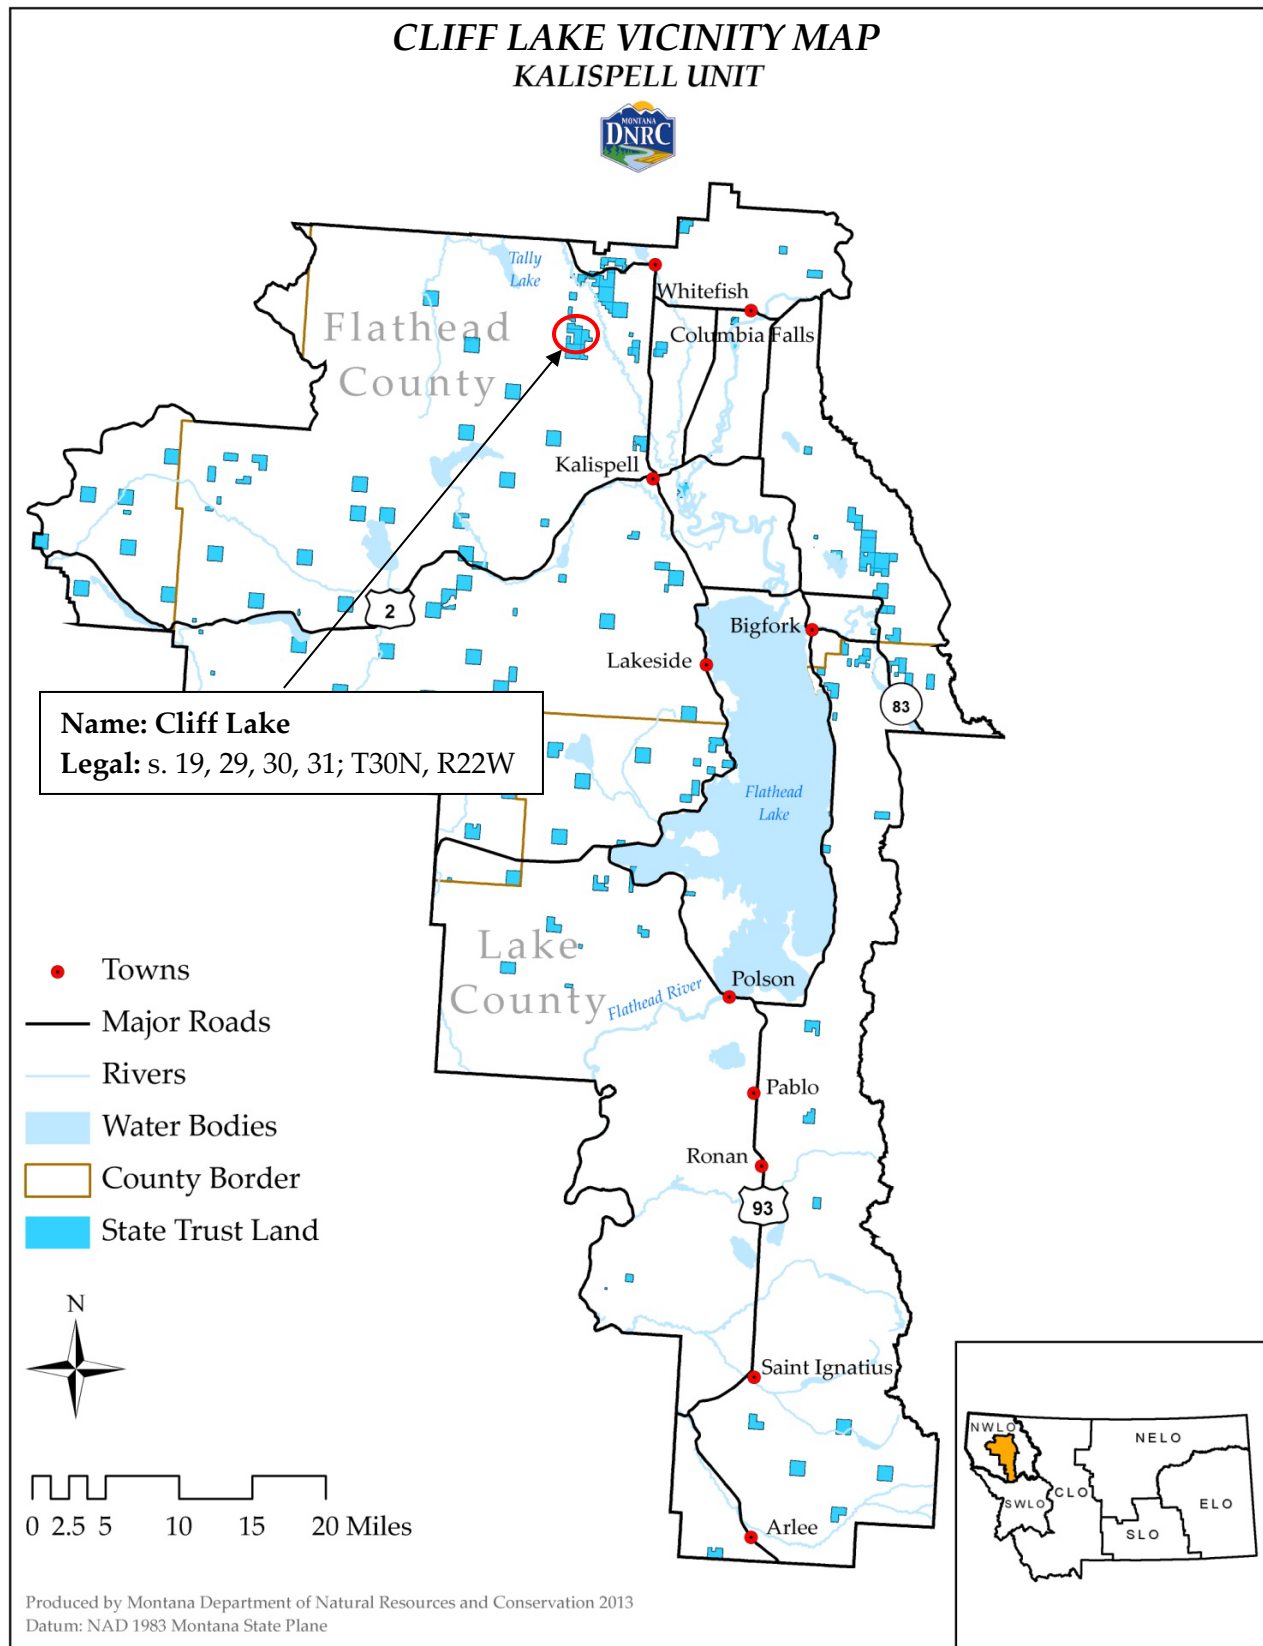 CLIFF LAKE VICINITY MAP
KALISPELL UNIT
MONTANA
DNRC
Tally
Lake
Whitefish
Flathead
County
Columbia Falls
Kalispell
2
Bigfork
Lakeside
83
Name: Cliff Lake
Legal: s. 19, 29, 30, 31; T30N, R22W
Flathead
Lake
Lake
County
Flathead River
Polson
Pablo
Ronan
93
Saint Ignatius
Arlee
Towns
Major Roads
Rivers
Water Bodies
County Border
State Trust Land
N
0 2.5 5 10 15 20 Miles
NWLO
NELO
SWLO
CLO
ELO
SLO
Produced by Montana Department of Natural Resources and Conservation 2013
Datum: NAD 1983 Montana State Plane